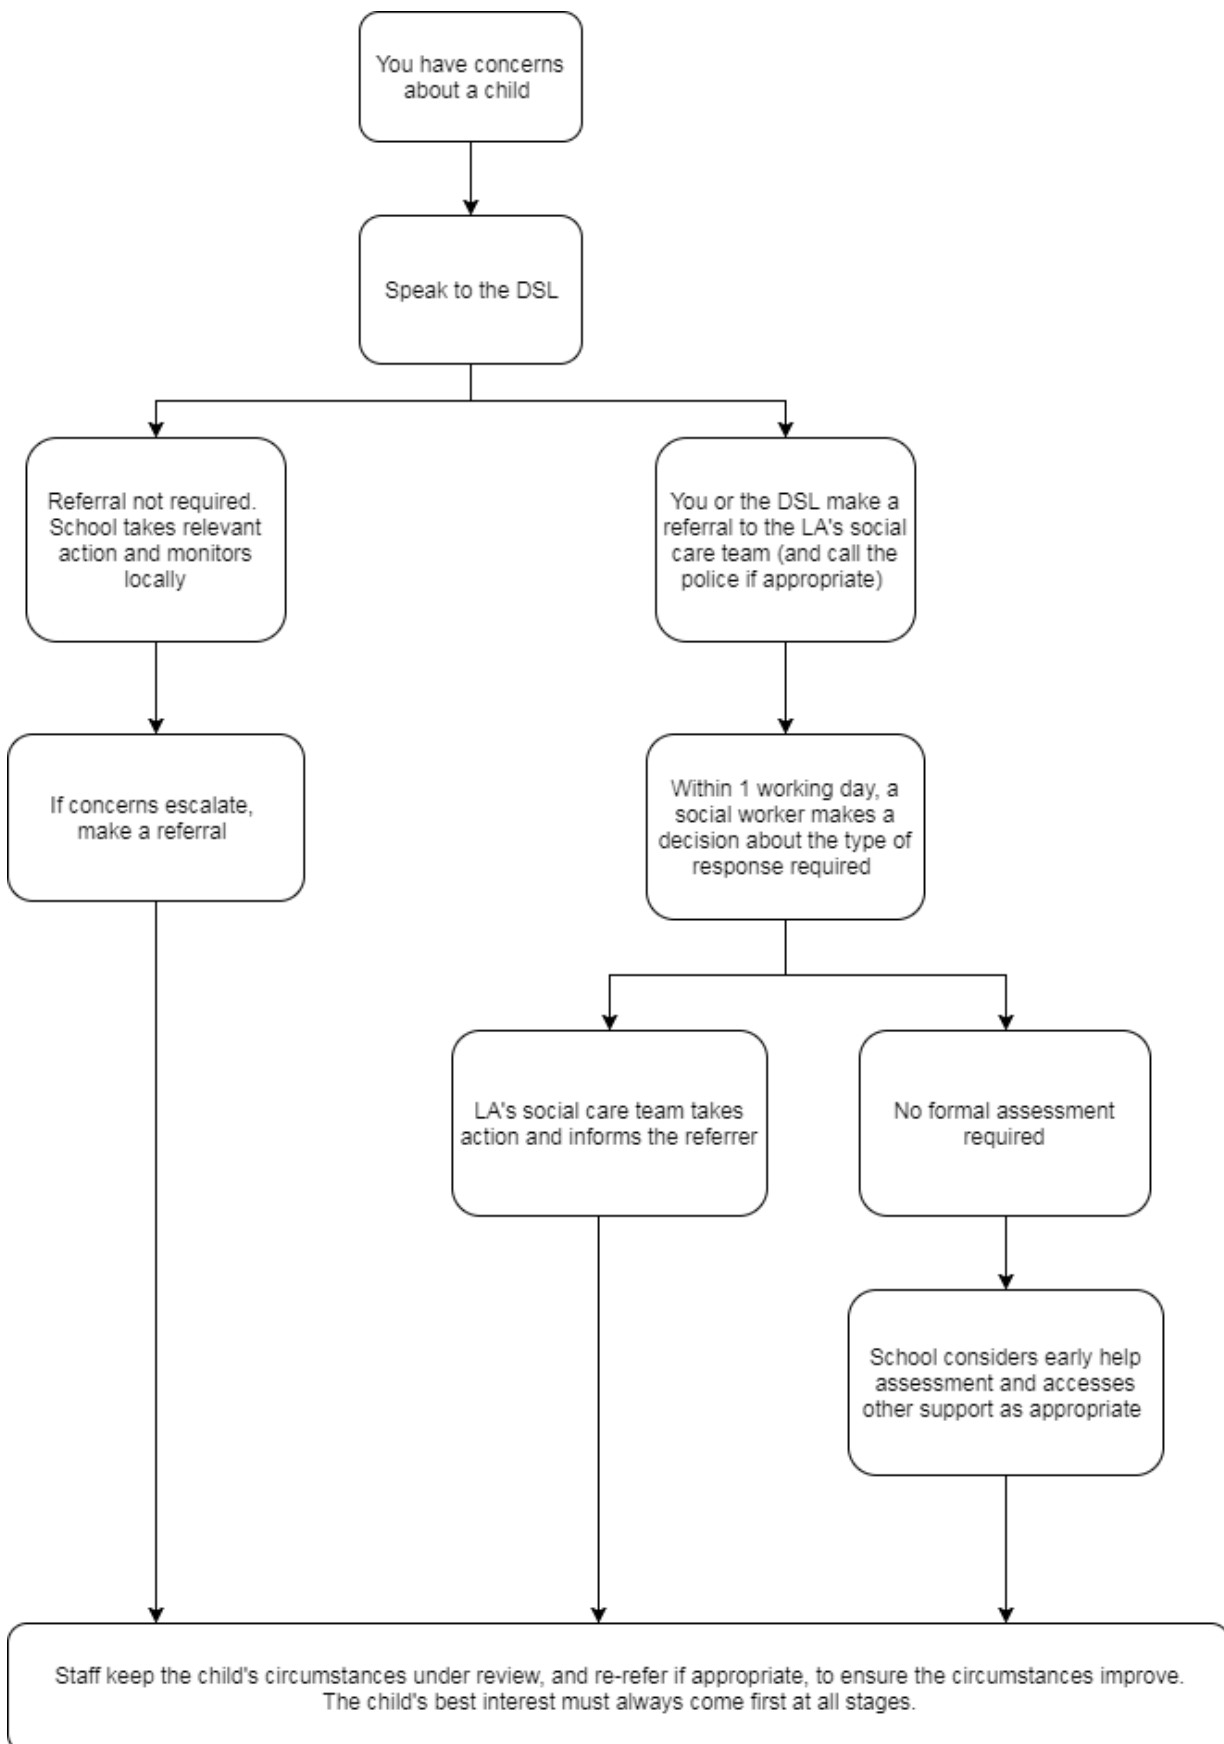 You have concerns
about a child
Speak to the DSL
Referral not required.
School takes relevant
action and monitors
locally
You or the DSL make a
referral to the LA's social
care team (and call the
police if appropriate)
If concerns escalate,
make a referral
Within 1 working day, a
social worker makes a
decision about the type of
response required
LA's social care team takes
action and informs the referrer
No formal assessment
required
School considers early help
assessment and accesses
other support as appropriate
Staff keep the child's circumstances under review, and re-refer if appropriate, to ensure the circumstances improve.
The child's best interest must always come first at all stages.